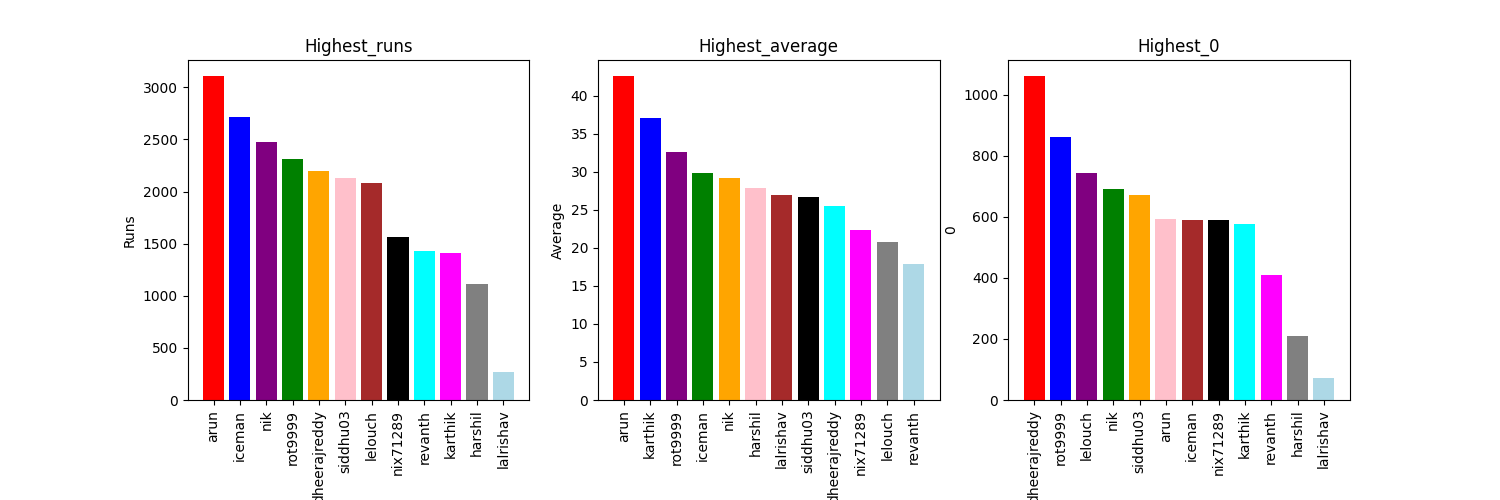 Highest_runs
Runs
3000
2500
2000
1500
1000
500
0
arun
iceman
nik
rot9999
dheerajreddy
siddhu03
lelouch
nix71289
revanth
karthik
harshil
lalrishav
Highest_average
Average
40
35
30
25
20
15
10
5
0
arun
karthik
rot9999
iceman
nik
harshil
lalrishav
siddhu03
dheerajreddy
nix71289
lelouch
revanth
Highest_0
0
1000
800
600
400
200
0
dheerajreddy
rot9999
lelouch
nik
siddhu03
arun
iceman
nix71289
karthik
revanth
harshil
lalrishav